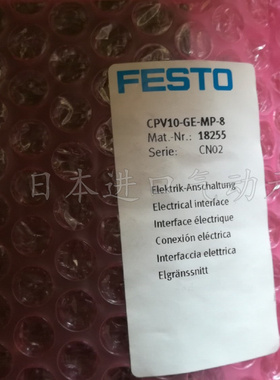 FESTO
CPV10-GE-MP-8
Mat.-Nr.: 18255
Serie: CN02
日本进口气动
Elektrik-Anschaltung
Electrical interface
Interface électrique
Conexión eléctrica
Interfaccia elettrica
Elgränssnitt